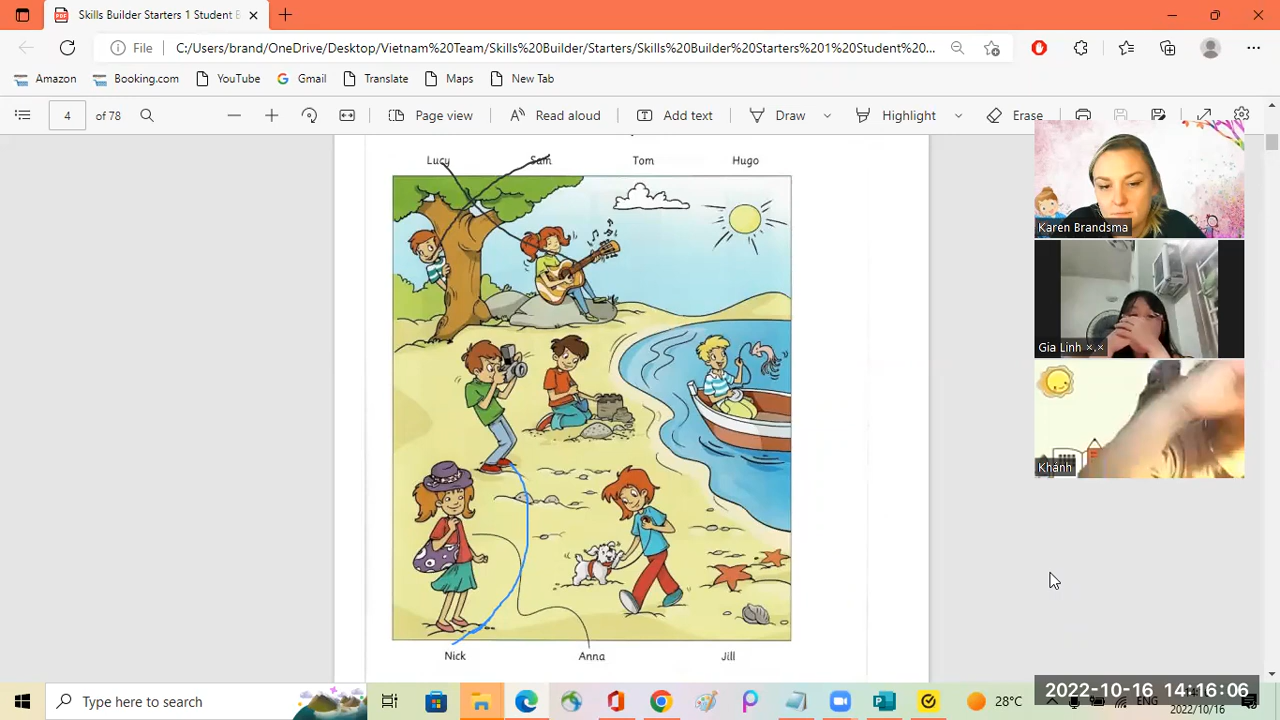 Skills Builder Starters 1 Student B
File
C:/Users/brand/OneDrive/Desktop/Vietnam%20Team/Skills%20Builder/Starters/Skills%20Builder%20Starters%201%20Student%20...
Amazon
Booking.com
YouTube
Gmail
Translate
Maps
New Tab
4 of 78
Page view
Read aloud
Add text
Draw
Highlight
Erase
Lucy Sam Tom Hugo
Karen Brandsma
Gia Linh ×.×
Khánh
Nick Anna Jill
Type here to search
28°C
ENG
2022-10-16 14:16:06
2022/10/16